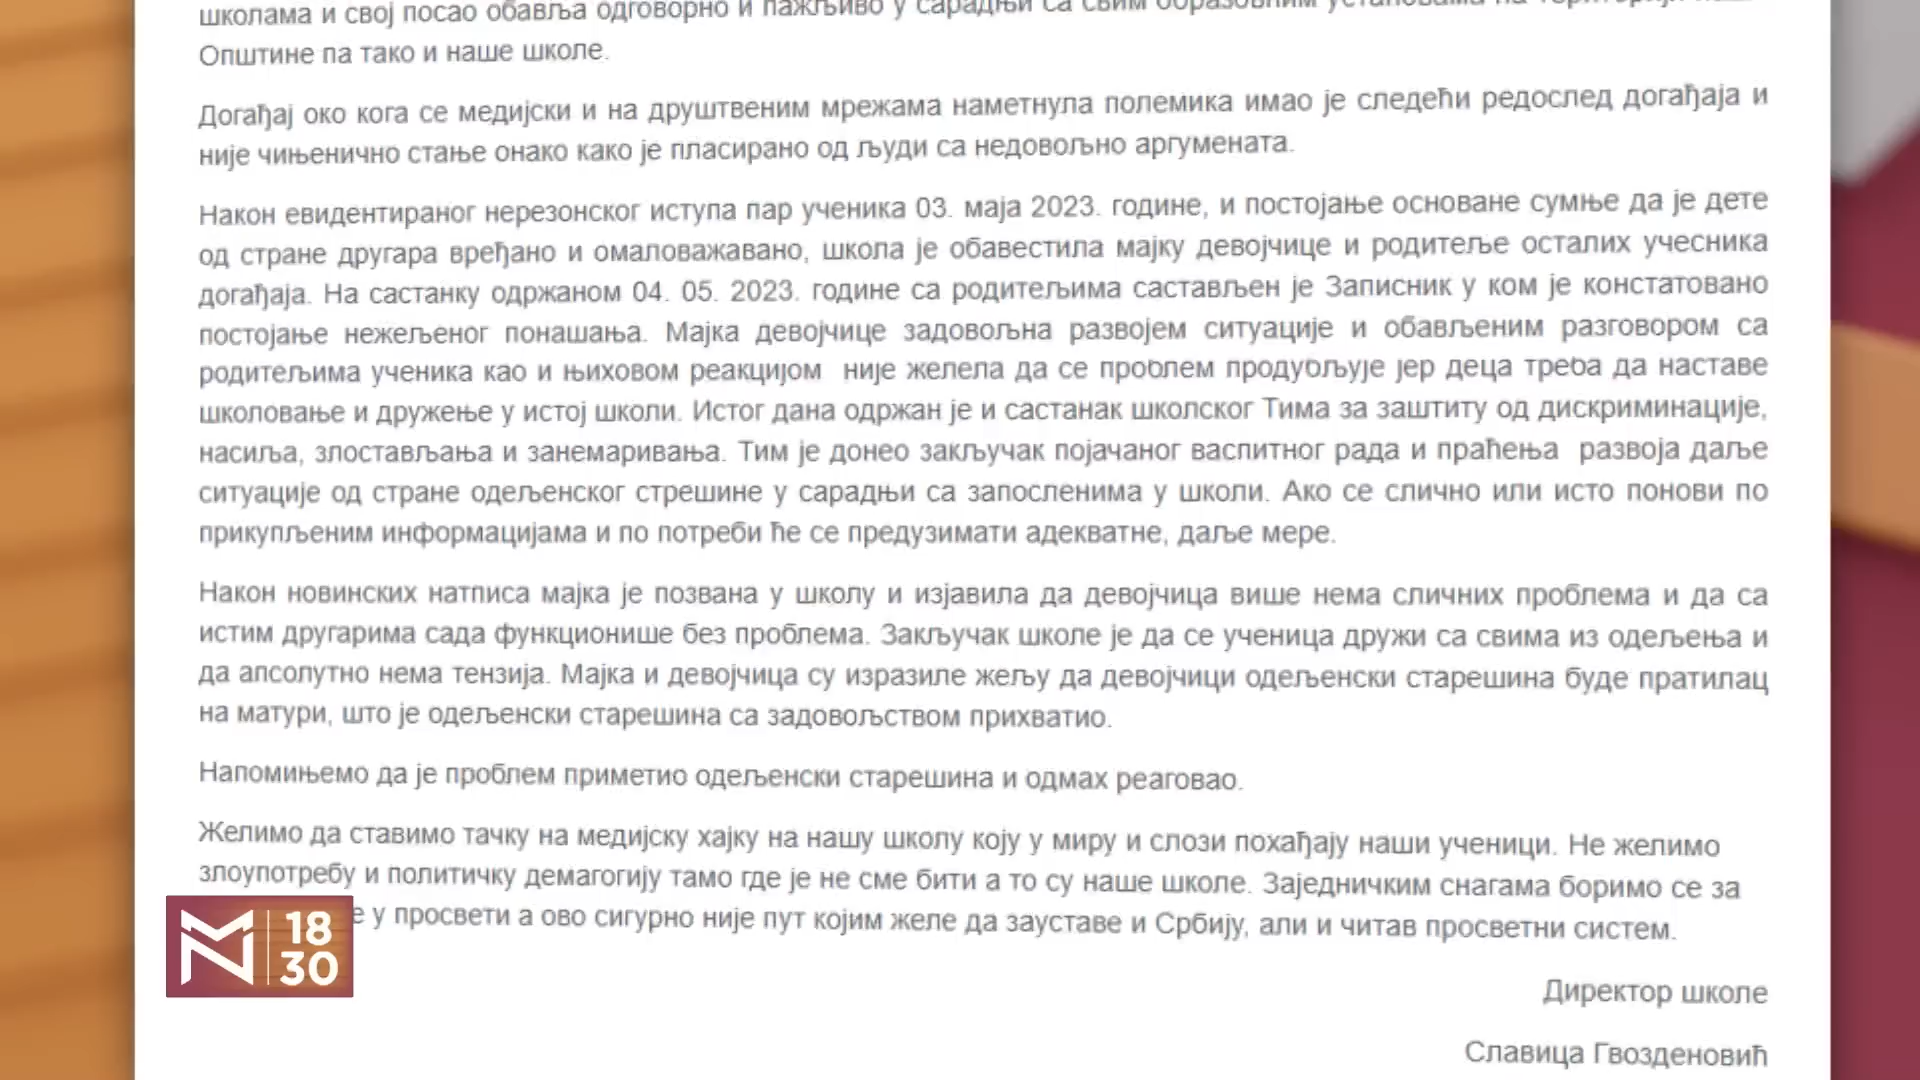 школама и свој посао обавља одговорно и пажљиво у сарадњи са свим образовним установама на територији
Општине па тако и наше школе.
Догађај око кога се медијски и на друштвеним мрежама наметнула полемика имао је следећи редослед догађаја и
није чињенично стање онако како је пласирано од људи са недовољно аргумената.
Након евидентираног нерезонског иступа пар ученика 03. маја 2023. године, и постојање основане сумње да је дете
од стране другара вређано и омаловажавано, школа је обавестила мајку девојчице и родитеље осталих учесника
догађаја. На састанку одржаном 04. 05. 2023. године са родитељима састављен је Записник у ком је констатовано
постојање нежељеног понашања. Мајка девојчице задовољна развојем ситуације и обављеним разговором са
родитељима ученика као и њиховом реакцијом није желела да се проблем продубљује јер деца треба да наставе
школовање и дружење у истој школи. Истог дана одржан је и састанак школског Тима за заштиту од дискриминације,
насиља, злостављања и занемаривања. Тим је донео закључак појачаног васпитног рада и праћења развоја даље
ситуације од стране одељенског стрешине у сарадњи са запосленима у школи. Ако се слично или исто понови по
прикупљеним информацијама и по потреби ће се предузимати адекватне, даље мере.
Након новинских натписа мајка је позвана у школу и изјавила да девојчица више нема сличних проблема и да са
истим другарима сада функционише без проблема. Закључак школе је да се ученица дружи са свима из одељења и
да апсолутно нема тензија. Мајка и девојчица су изразиле жељу да девојчици одељенски старешина буде пратилац
на матури, што је одељенски старешина са задовољством прихватио.
Напомињемо да је проблем приметио одељенски старешина и одмах реаговао.
Желимо да ставимо тачку на медијску хајку на нашу школу коју у миру и слози похађају наши ученици. Не желимо
злоупотребу и политичку демагогију тамо где је не сме бити а то су наше школе. Заједничким снагама боримо се за
е у просвети а ово сигурно није пут којим желе да зауставе и Србију, али и читав просветни систем.
Директор школе
Славица Гвозденовић
M 18
30